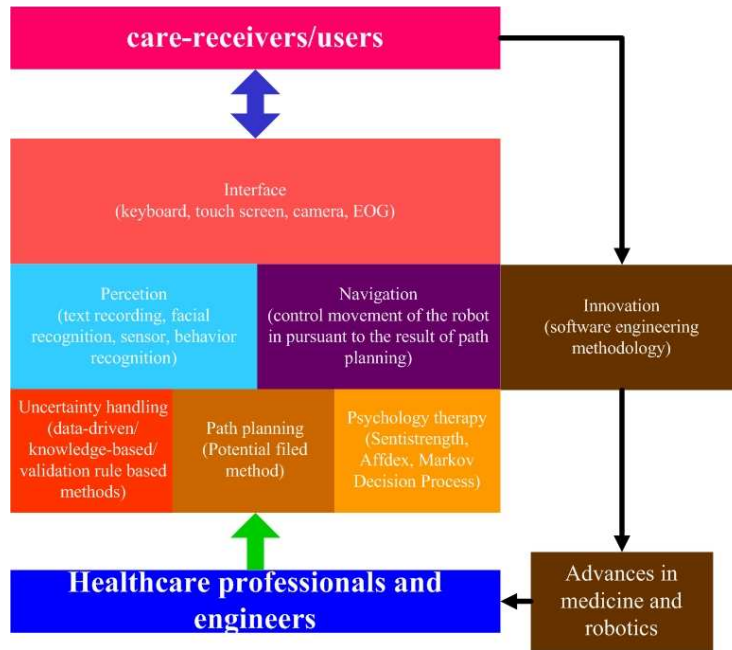 care-receivers/users
Interface
(keyboard, touch screen, camera, EOG)
Percetion
(text recording, facial
recognition, sensor, behavior
recognition)
Navigation
(control movement of the robot
in pursuant to the result of path
planning)
Innovation
(software engineering
methodology)
Uncertainty handling
(data-driven/
knowledge-based/
validation rule based
methods)
Path planning
(Potential filed
method)
Psychology therapy
(Sentistrength,
Affdex, Markov
Decision Process)
Healthcare professionals and
engineers
Advances in
medicine and
robotics